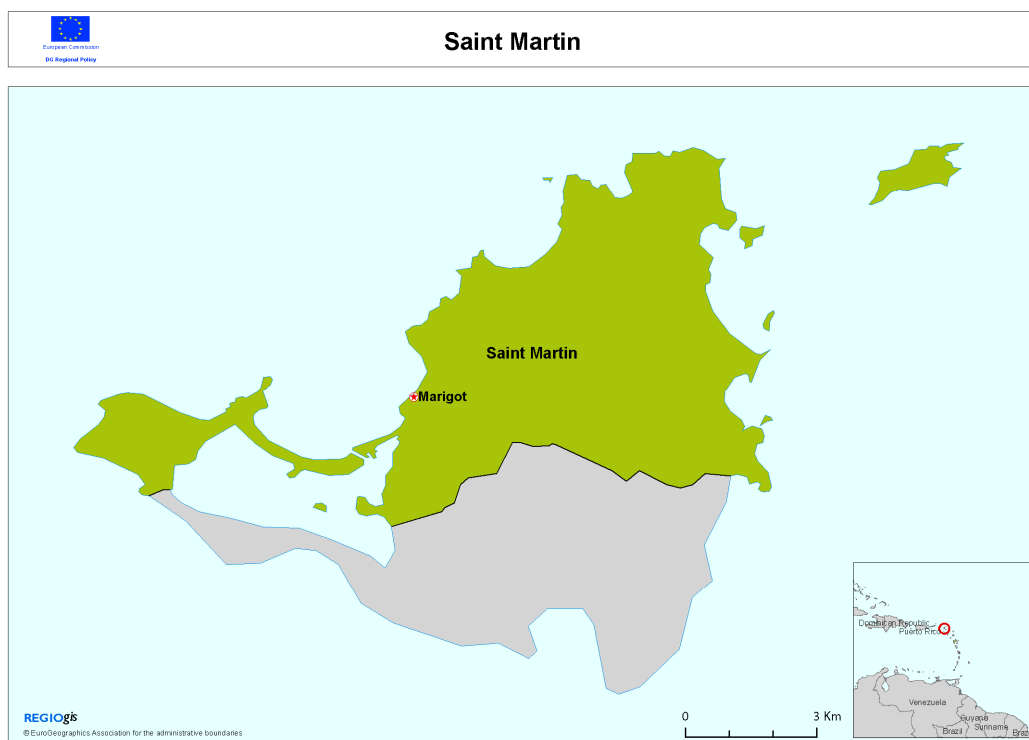 European Commission
DG Regional Policy
Saint Martin
Saint Martin
Marigot
Dominican Republic
Puerto Rico
Venezuela
Guyana
Suriname
Brazil
0 3 Km
REGIOgis
© EuroGeographics Association for the administrative boundaries